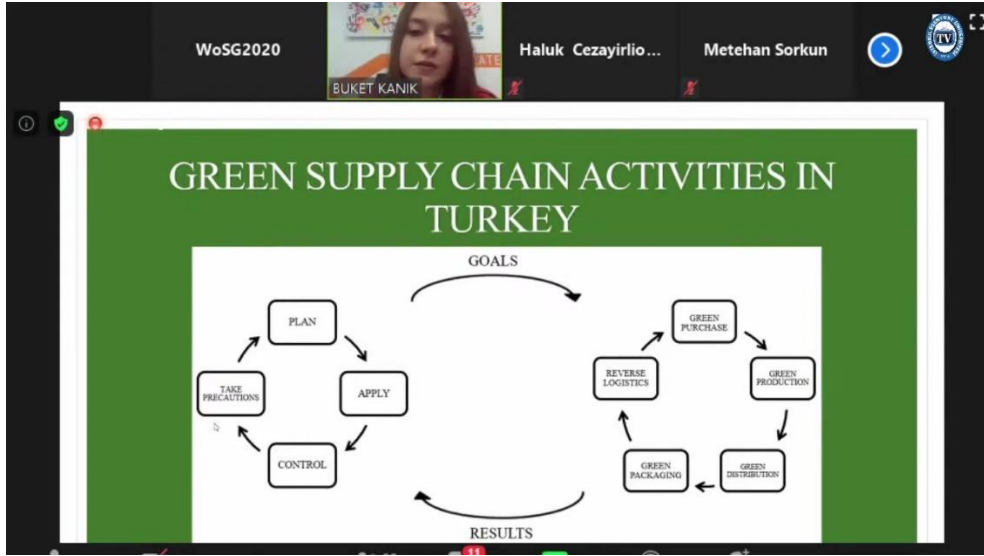 WoSG2020
BUKET KANIK
Haluk Cezayirlio...
Metehan Sorkun
TV
GREEN SUPPLY CHAIN ACTIVITIES IN
TURKEY
GOALS
PLAN
APPLY
CONTROL
TAKE
PRECAUTIONS
GREEN
PURCHASE
GREEN
PRODUCTION
GREEN
DISTRIBUTION
GREEN
PACKAGING
REVERSE
LOGISTICS
RESULTS
11